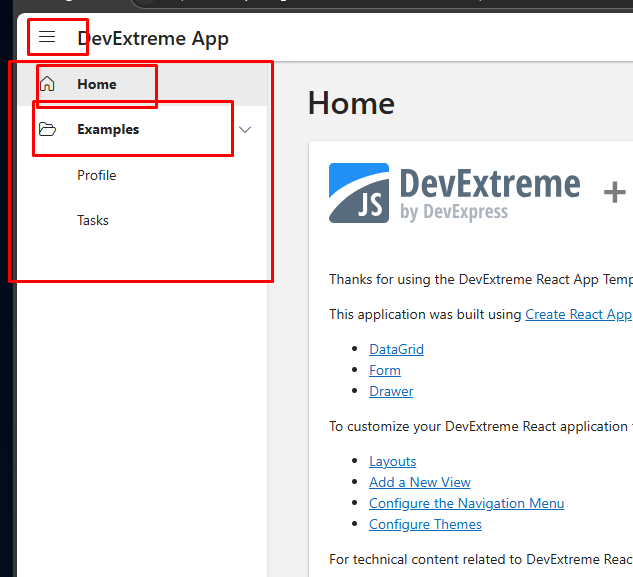 DevExtreme App
Home
Examples
Profile
Tasks
Home
JS
DevExtreme
by DevExpress
+
Thanks for using the DevExtreme React App
This application was built using Create React App
DataGrid
Form
Drawer
To customize your DevExtreme React application
Layouts
Add a New View
Configure the Navigation Menu
Configure Themes
For technical content related to DevExtreme